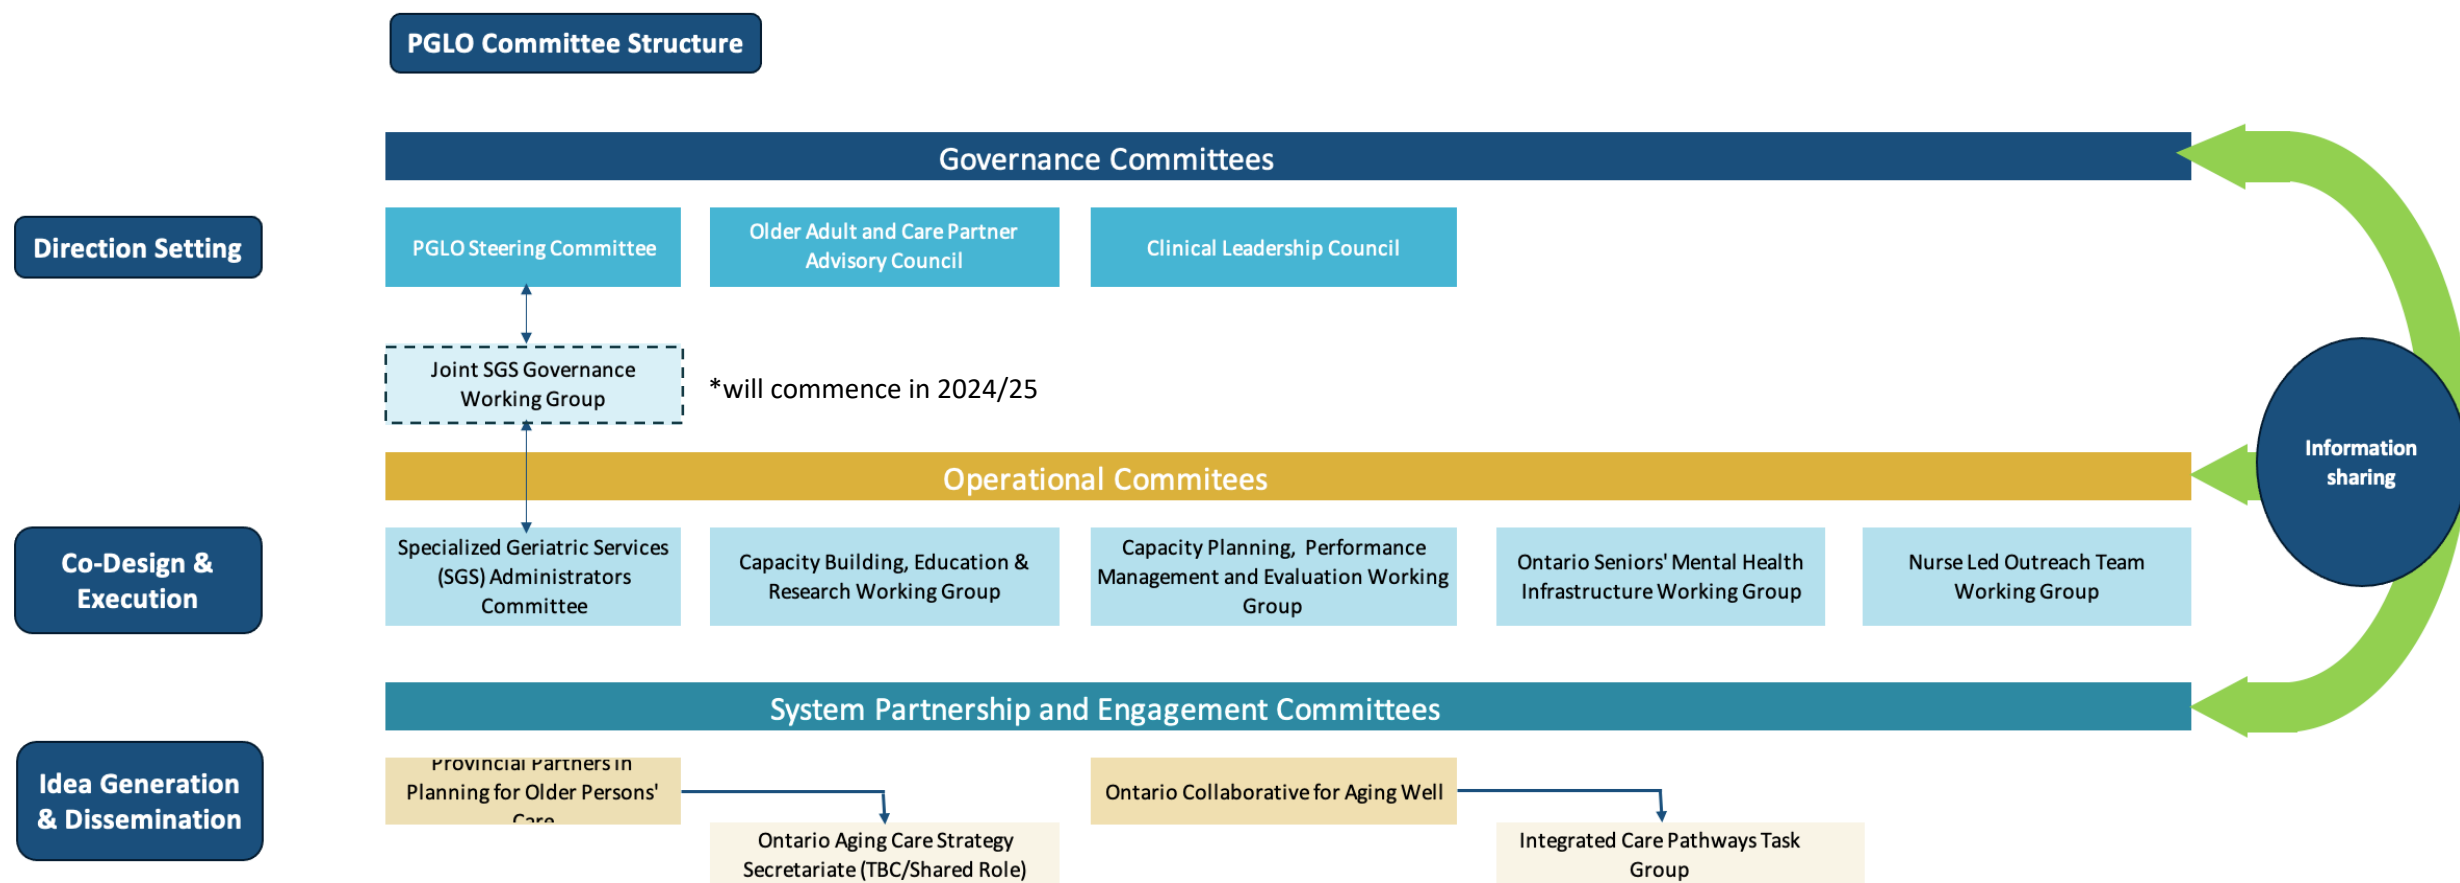 PGLO Committee Structure
Governance Committees
Direction Setting
PGLO Steering Committee
Older Adult and Care Partner
Advisory Council
Clinical Leadership Council
Joint SGS Governance
Working Group
*will commence in 2024/25
Operational Commitees
Information
sharing
Co-Design &
Execution
Specialized Geriatric Services
(SGS) Administrators
Committee
Capacity Building, Education &
Research Working Group
Capacity Planning, Performance
Management and Evaluation Working
Group
Ontario Seniors' Mental Health
Infrastructure Working Group
Nurse Led Outreach Team
Working Group
System Partnership and Engagement Committees
Idea Generation
& Dissemination
Provincial Partners in
Planning for Older Persons'
Care
Ontario Aging Care Strategy
Secretariate (TBC/Shared Role)
Ontario Collaborative for Aging Well
Integrated Care Pathways Task
Group